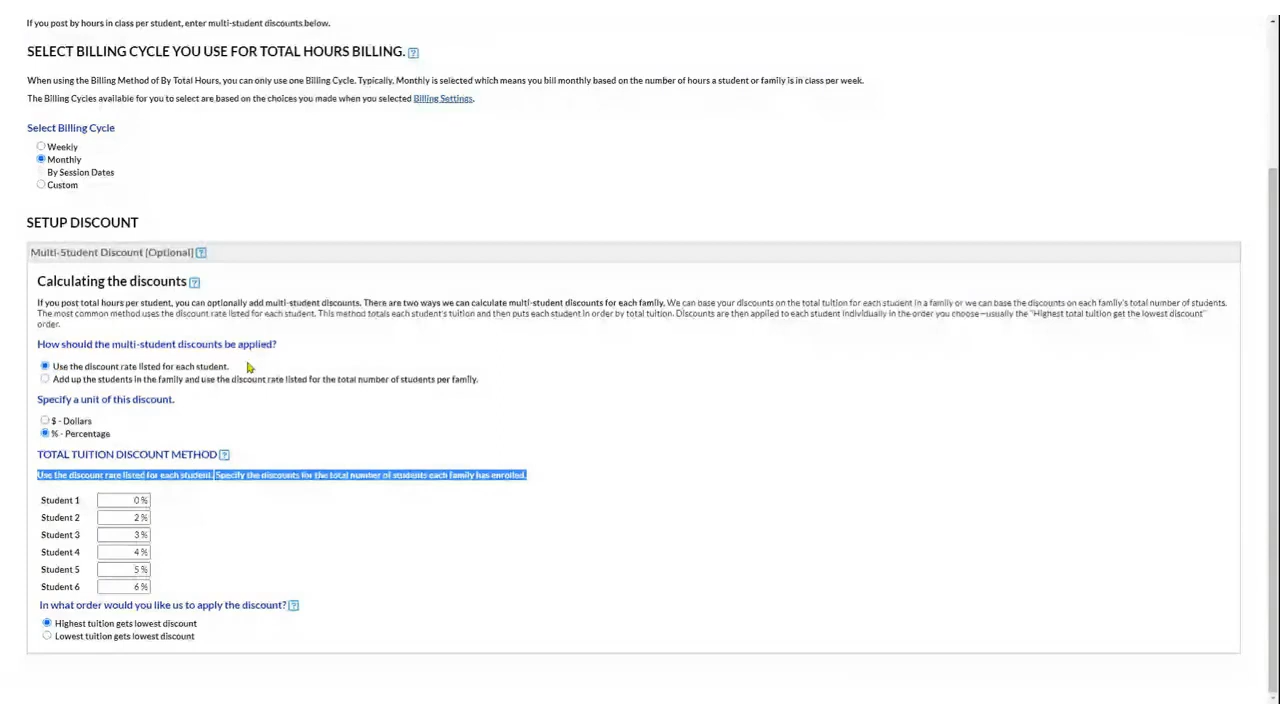 If you post by hours in class per student, enter multi-student discounts below.
SELECT BILLING CYCLE YOU USE FOR TOTAL HOURS BILLING. [?]
When using the Billing Method of By Total Hours, you can only use one Billing Cycle. Typically, Monthly is selected which means you bill monthly based on the number of hours a student or family is in class per week.
The Billing Cycles available for you to select are based on the choices you made when you selected Billing Settings.
Select Billing Cycle
Weekly
Monthly
By Session Dates
Custom
SETUP DISCOUNT
Multi-Student Discount (Optional) [?]
Calculating the discounts [?]
If you post total hours per student, you can optionally add multi-student discounts. There are two ways we can calculate multi-student discounts for each family. We can base your discounts on the total tuition for each student in a family or we can base the discounts on each family's total number of students.
The most common method uses the discount rate listed for each student. This method totals each student's tuition and then puts each student in order by total tuition. Discounts are then applied to each student individually in the order you choose—usually the "Highest total tuition get the lowest discount"
order.
How should the multi-student discounts be applied?
Use the discount rate listed for each student.
Add up the students in the family and use the discount rate listed for the total number of students per family.
Specify a unit of this discount.
$ - Dollars
% - Percentage
TOTAL TUITION DISCOUNT METHOD [?]
Use the discount rate listed for each student. Specify the discounts for the total number of students each family has enrolled.
Student 1 0 %
Student 2 2 %
Student 3 3 %
Student 4 4 %
Student 5 5 %
Student 6 6 %
In what order would you like us to apply the discount? [?]
Highest tuition gets lowest discount
Lowest tuition gets lowest discount